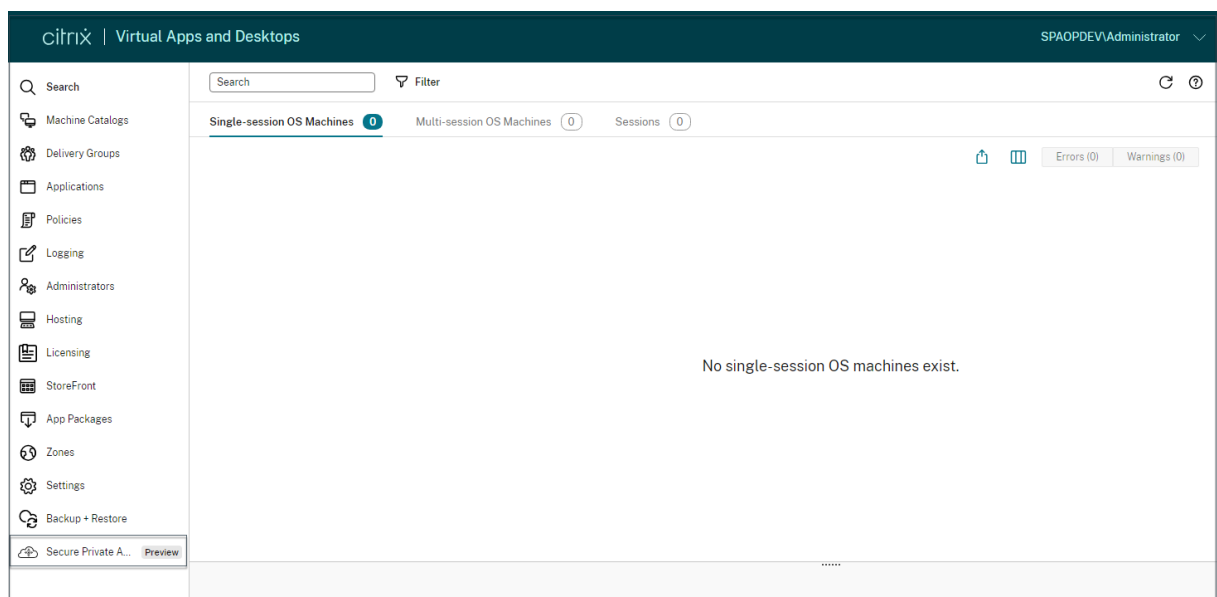 citrix | Virtual Apps and Desktops
SPAOPDEV\Administrator
Search
Machine Catalogs
Delivery Groups
Applications
Policies
Logging
Administrators
Hosting
Licensing
StoreFront
App Packages
Zones
Settings
Backup + Restore
Secure Private A... Preview
Search Filter
Single-session OS Machines 0 Multi-session OS Machines 0 Sessions 0
Errors (0) Warnings (0)
No single-session OS machines exist.